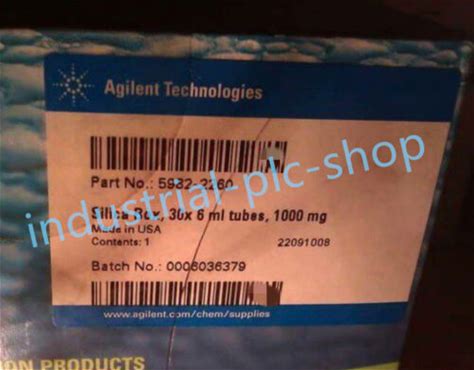 Agilent Technologies
Part No.: 5982-2260
Silica Box, 30x 6 ml tubes, 1000 mg
Made in USA
Contents: 1 22091008
Batch No.: 0006036379
www.agilent.com/chem/supplies
ION PRODUCTS
industrial-plc-shop